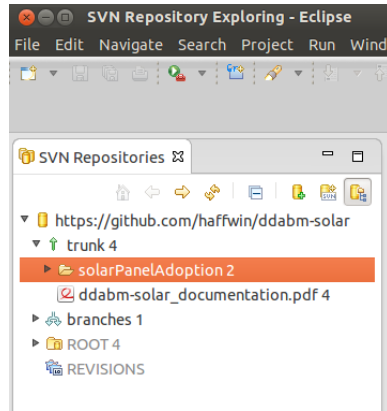 SVN Repository Exploring - Eclipse
File Edit Navigate Search Project Run Wind
SVN Repositories
https://github.com/haffwin/ddabm-solar
trunk 4
solarPanelAdoption 2
ddabm-solar_documentation.pdf 4
branches 1
ROOT 4
REVISIONS